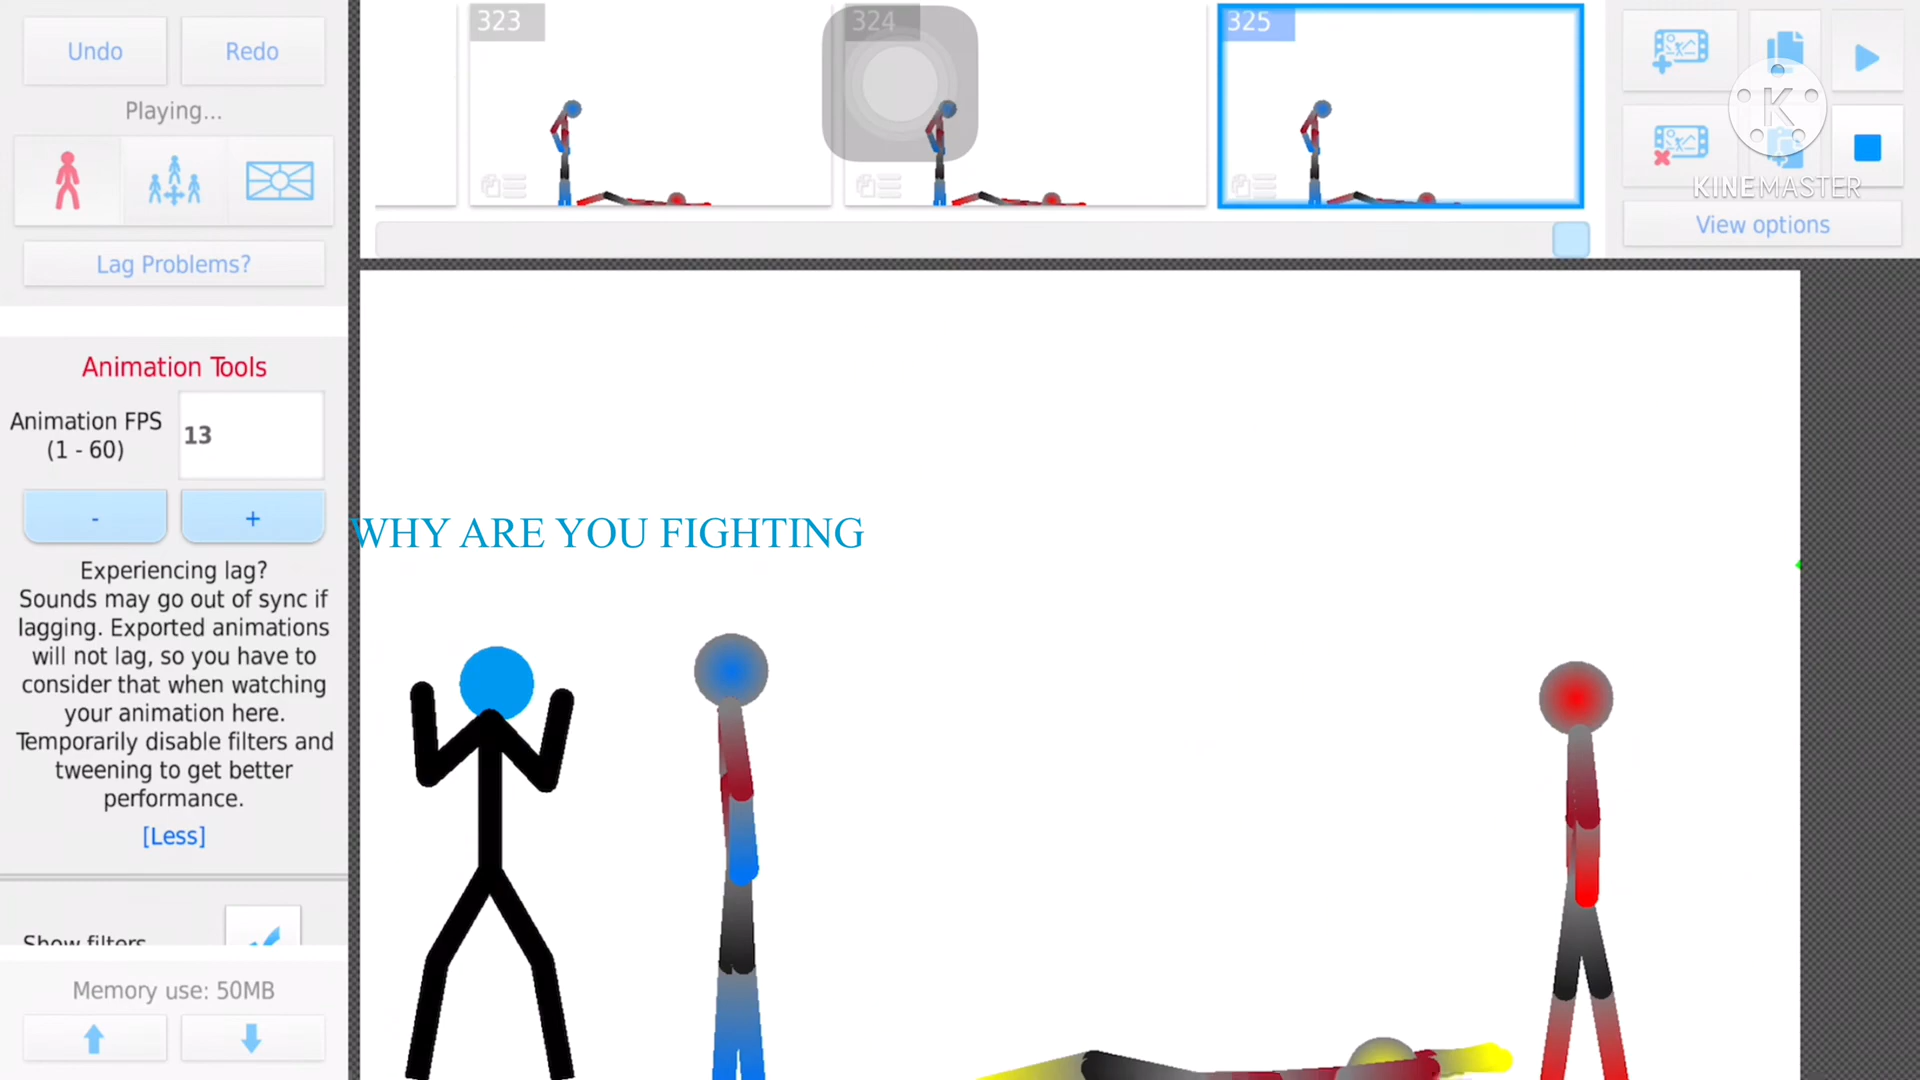 Undo Redo
Playing...
Lag Problems?
323
324
325
KINEMASTER
K
View options
Animation Tools
Animation FPS
(1 - 60)
13
- +
Experiencing lag?
Sounds may go out of sync if
lagging. Exported animations
will not lag, so you have to
consider that when watching
your animation here.
Temporarily disable filters and
tweening to get better
performance.
[Less]
Show filters
Memory use: 50MB
WHY ARE YOU FIGHTING